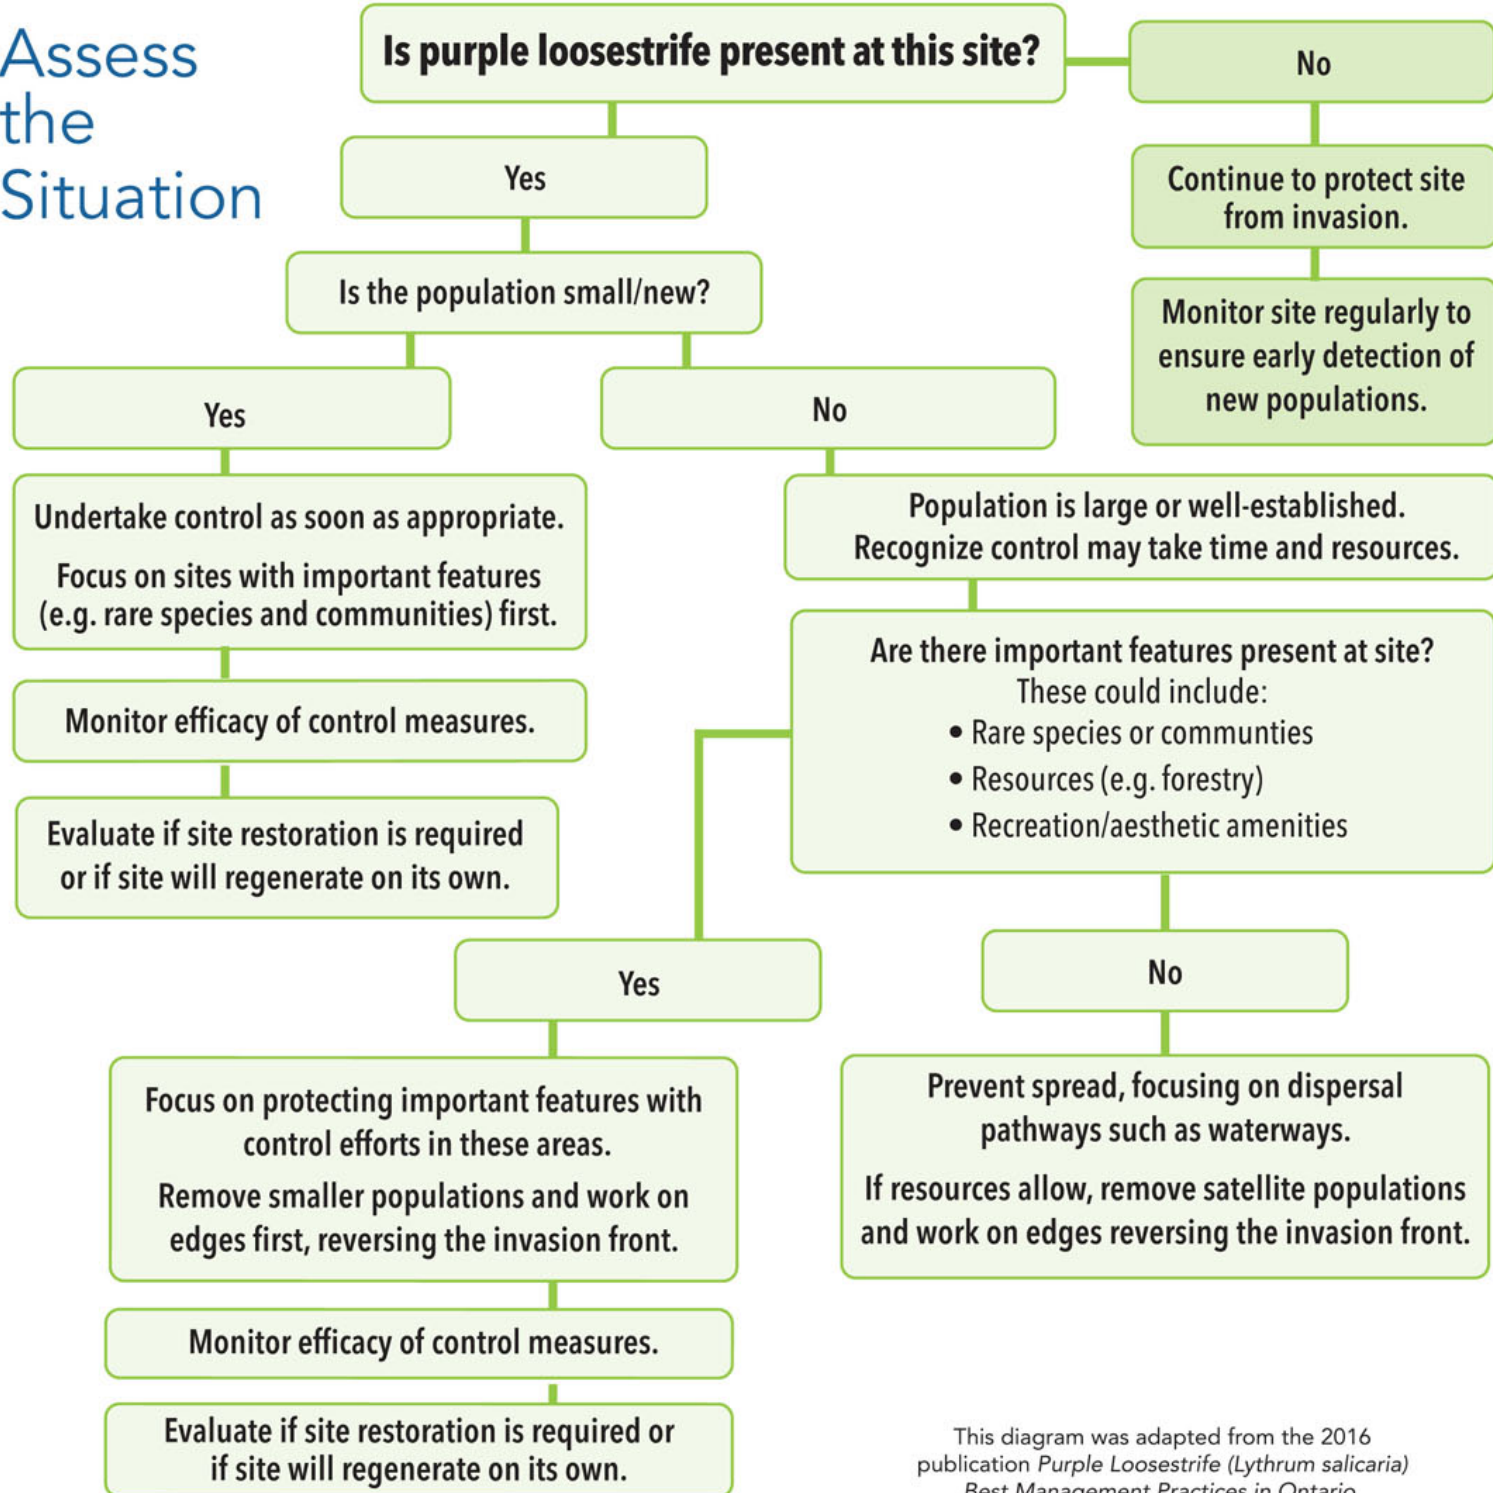 Assess
the
Situation
Is purple loosestrife present at this site?
No
Continue to protect site
from invasion.
Monitor site regularly to
ensure early detection of
new populations.
Yes
Is the population small/new?
Yes
Undertake control as soon as appropriate.
Focus on sites with important features
(e.g. rare species and communities) first.
Monitor efficacy of control measures.
Evaluate if site restoration is required
or if site will regenerate on its own.
No
Population is large or well-established.
Recognize control may take time and resources.
Are there important features present at site?
These could include:
• Rare species or communties
• Resources (e.g. forestry)
• Recreation/aesthetic amenities
Yes
Focus on protecting important features with
control efforts in these areas.
Remove smaller populations and work on
edges first, reversing the invasion front.
Monitor efficacy of control measures.
Evaluate if site restoration is required or
if site will regenerate on its own.
No
Prevent spread, focusing on dispersal
pathways such as waterways.
If resources allow, remove satellite populations
and work on edges reversing the invasion front.
This diagram was adapted from the 2016
publication Purple Loosestrife (Lythrum salicaria)
Best Management Practices in Ontario